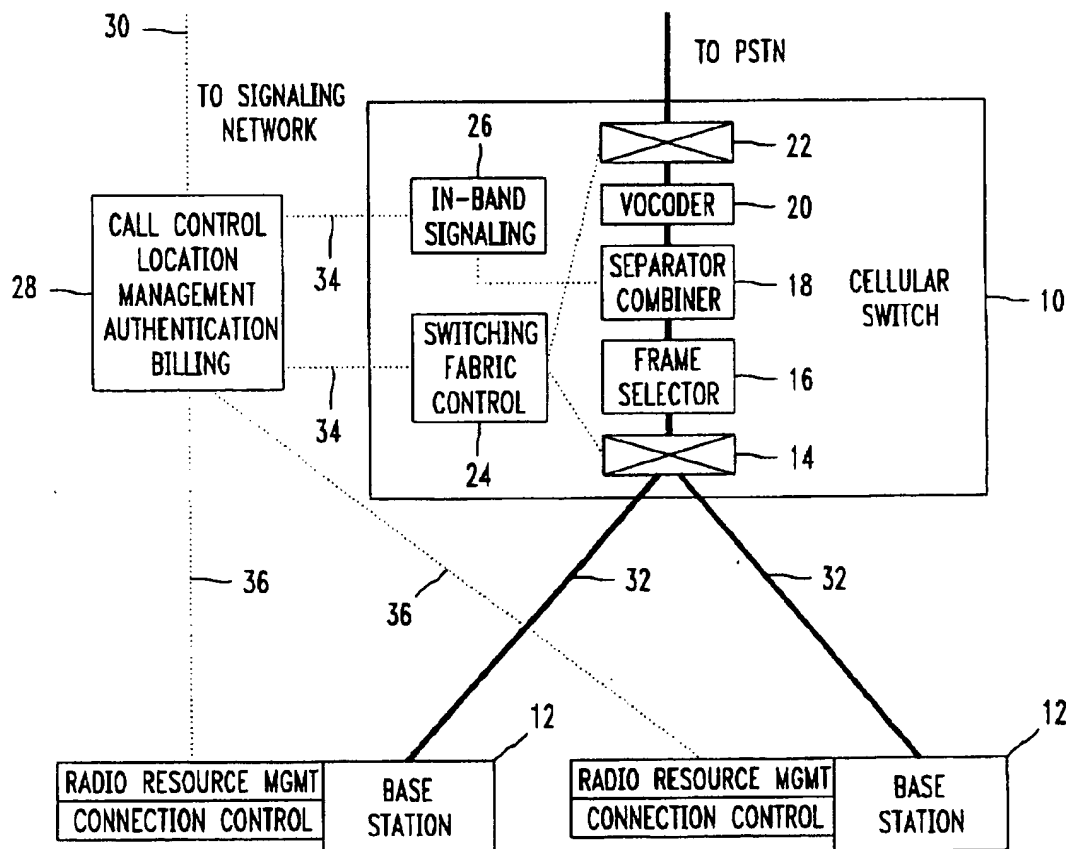 30
TO PSTN
TO SIGNALING
NETWORK
26
22
IN-BAND
SIGNALING
VOCODER
20
CALL CONTROL
LOCATION
MANAGEMENT
AUTHENTICATION
BILLING
28
34
SEPARATOR
COMBINER
18
CELLULAR
SWITCH
10
SWITCHING
FABRIC
CONTROL
FRAME
SELECTOR
16
34
24
14
36
36
32
32
12
12
RADIO RESOURCE MGMT
CONNECTION CONTROL
BASE
STATION
RADIO RESOURCE MGMT
CONNECTION CONTROL
BASE
STATION